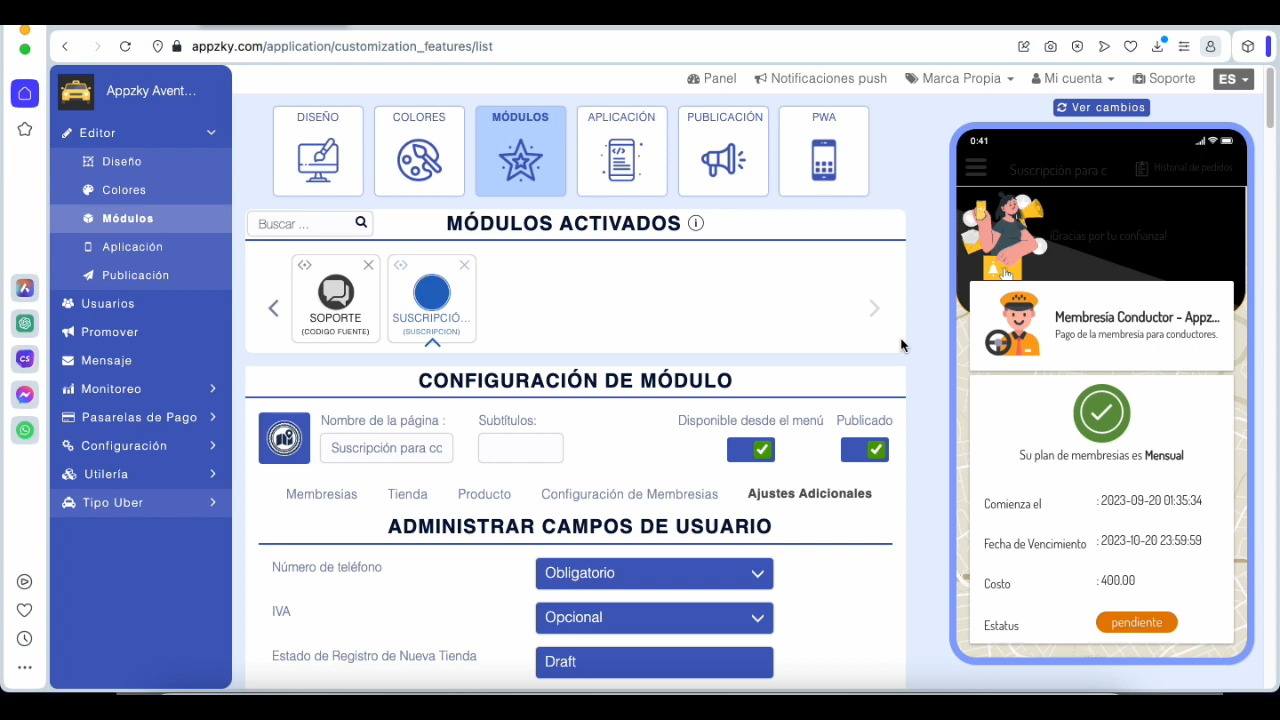 appzky.com/application/customization_features/list
Appzky Avent...
Editor
Diseño
Colores
Módulos
Aplicación
Publicación
Usuarios
Promover
Mensaje
Monitoreo
Pasarelas de Pago
Configuración
Utilería
Tipo Uber
Panel
Notificaciones push
Marca Propia
Mi cuenta
Soporte
ES
DISEÑO
COLORES
MÓDULOS
APLICACIÓN
PUBLICACIÓN
PWA
Buscar ...
MÓDULOS ACTIVADOS
SOPORTE
(CODIGO FUENTE)
SUSCRIPCIÓ...
(SUSCRIPCION)
CONFIGURACIÓN DE MÓDULO
Nombre de la página :
Subtítulos:
Disponible desde el menú
Publicado
Suscripción para cc
Membresias
Tienda
Producto
Configuración de Membresias
Ajustes Adicionales
ADMINISTRAR CAMPOS DE USUARIO
Número de teléfono
Obligatorio
IVA
Opcional
Estado de Registro de Nueva Tienda
Draft
Ver cambios
0:41
Suscripción para c
Historial de pedidos
¡Gracias por tu confianza!
Membresía Conductor - Appz...
Pago de la membresía para conductores.
Su plan de membresias es Mensual
Comienza el : 2023-09-20 01:35:34
Fecha de Vencimiento : 2023-10-20 23:59:59
Costo : 400.00
Estatus pendiente